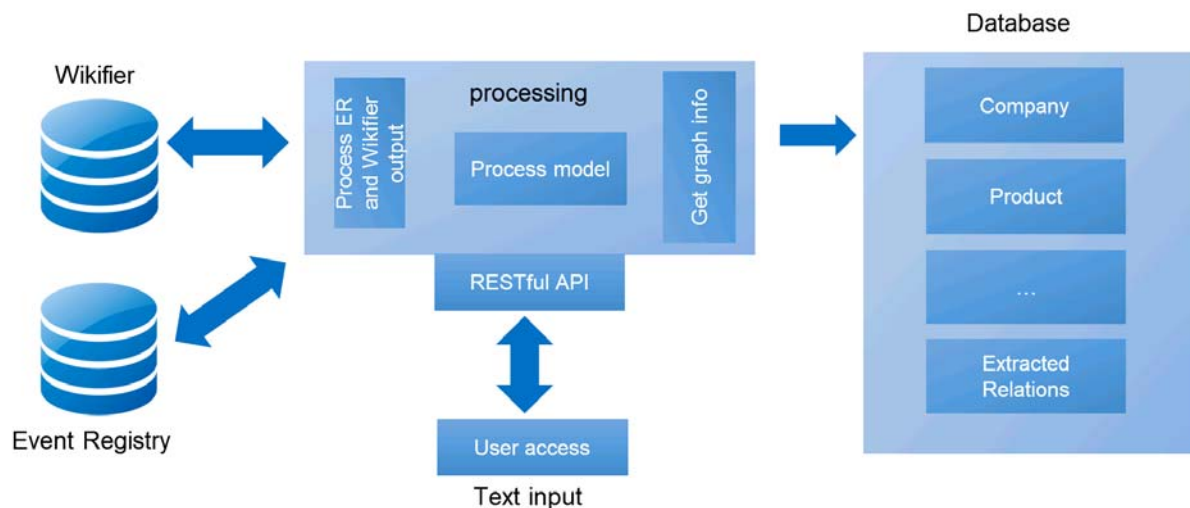 Database
Wikifier
processing
Process ER
and Wikifier
output
Process model
Get graph info
Company
Product
...
Extracted
Relations
RESTful API
Event Registry
User access
Text input